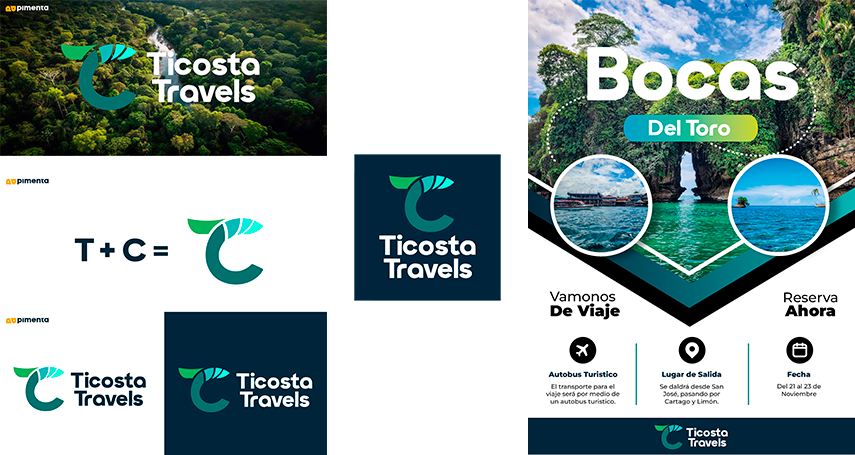 pimenta
Ticosta
Travels
pimenta
T + C =
Ticosta
Travels
pimenta
Ticosta
Travels
Ticosta
Travels
Bocas
Del Toro
Vamonos
De Viaje
Reserva
Ahora
Autobus Turistico
El transporte para el
viaje será por medio de
un autobus turistico.
Lugar de Salida
Se daldrá desde San
José, pasando por
Cartago y Limón.
Fecha
Del 21 al 23 de
Noviembre
Ticosta
Travels